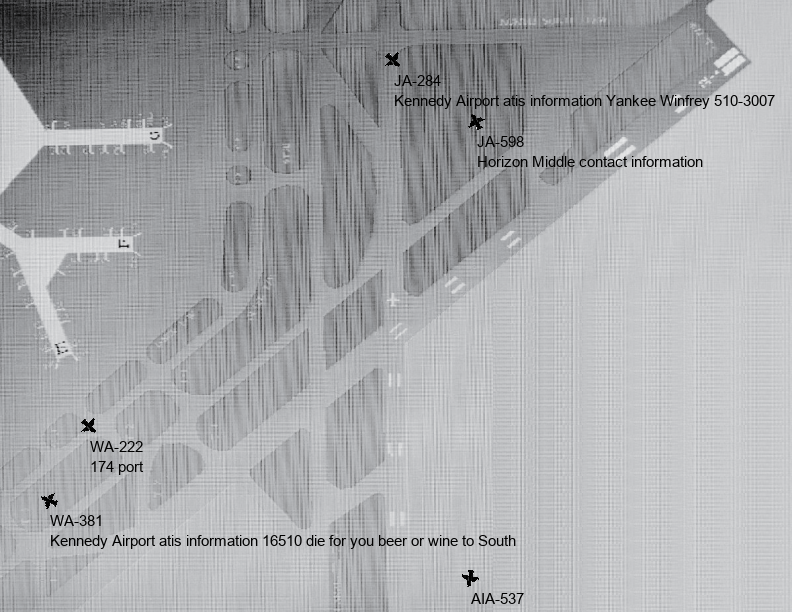 JA-284
Kennedy Airport atis information Yankee Winfrey 510-3007
JA-598
Horizon Middle contact information
WA-222
174 port
WA-381
Kennedy Airport atis information 16510 die for you beer or wine to South
AIA-537